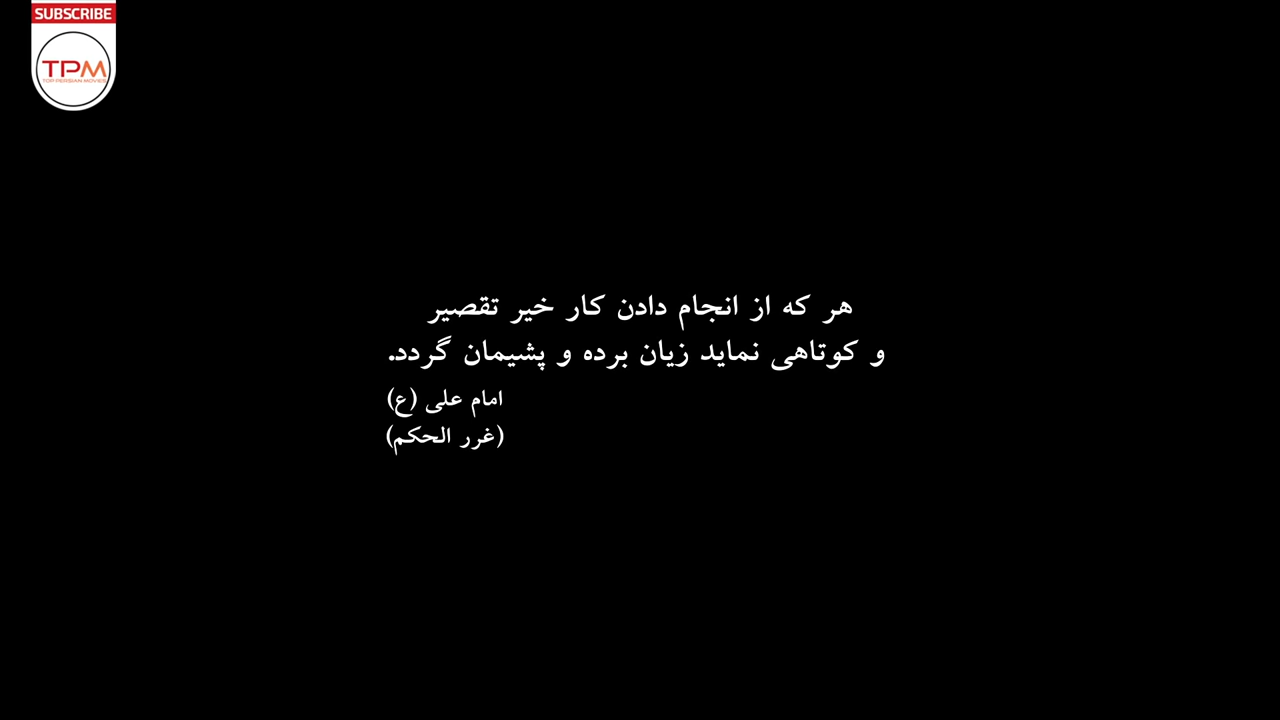 SUBSCRIBE
TPM
TOP PERSIAN MOVIES
هر که از انجام دادن کار خیر تقصیر
و کوتاهی نماید زیان برده و پشیمان گردد.
امام علی (ع)
(غرر الحکم)